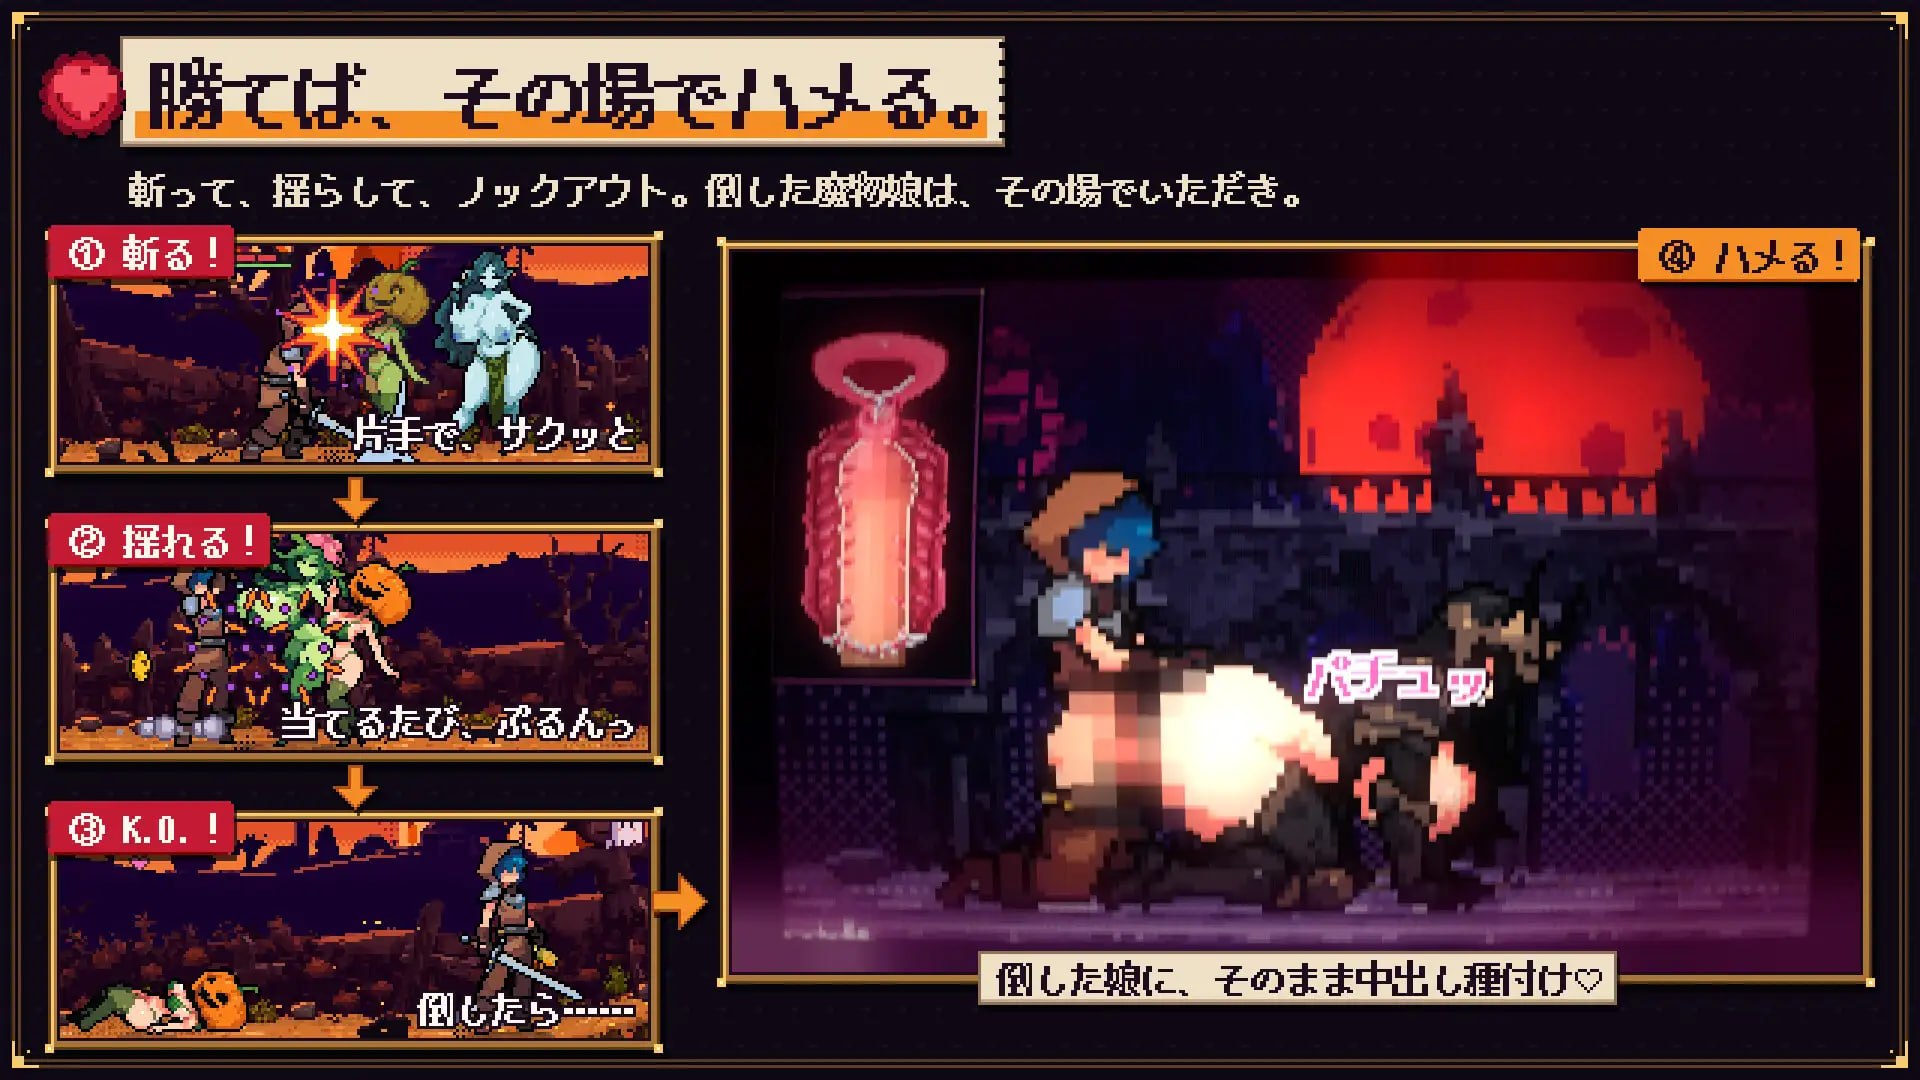 勝てば、その場でハメる。
斬って、揺らして、ノックアウト。倒した魔物娘は、その場でいただき。
① 斬る！
片手で、サクッと
② 揺れる！
当てるたび、ぷるんっ
③ K.O.！
倒したら……
④ ハメる！
パチュッ
倒した娘に、そのまま中出し種付け♡